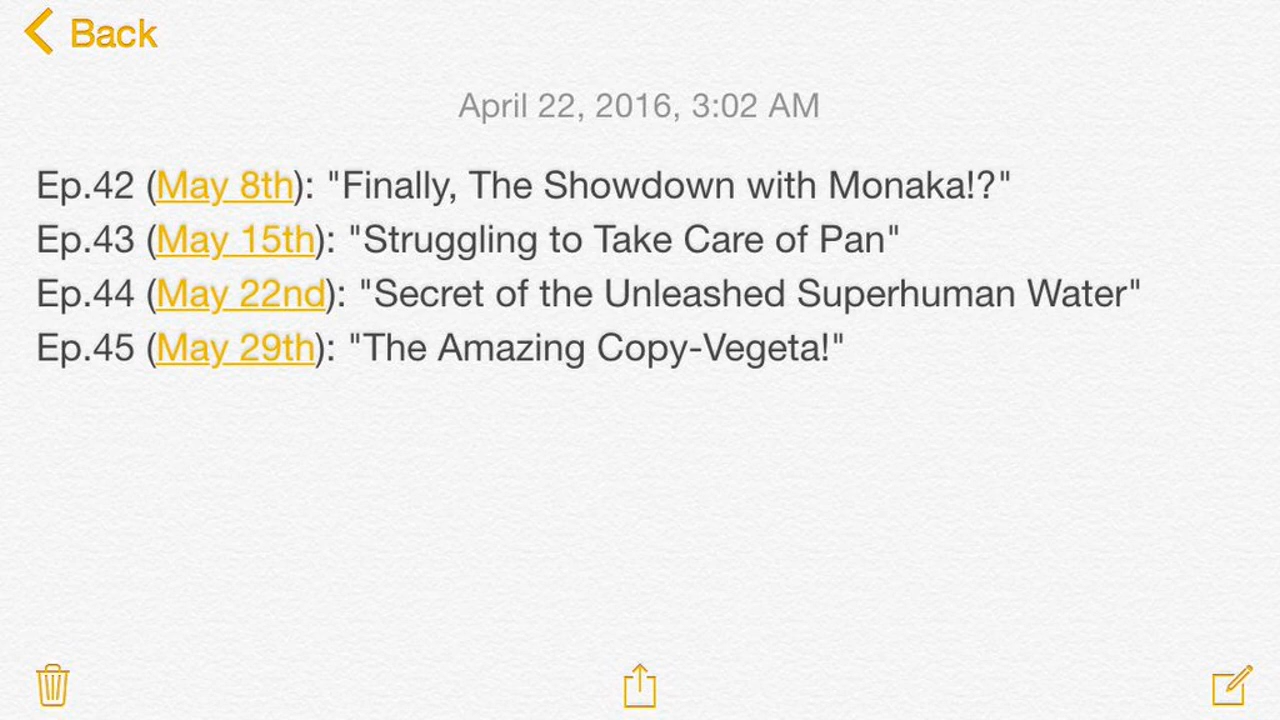 Back
April 22, 2016, 3:02 AM
Ep.42 (May 8th): "Finally, The Showdown with Monaka!?"
Ep.43 (May 15th): "Struggling to Take Care of Pan"
Ep.44 (May 22nd): "Secret of the Unleashed Superhuman Water"
Ep.45 (May 29th): "The Amazing Copy-Vegeta!"